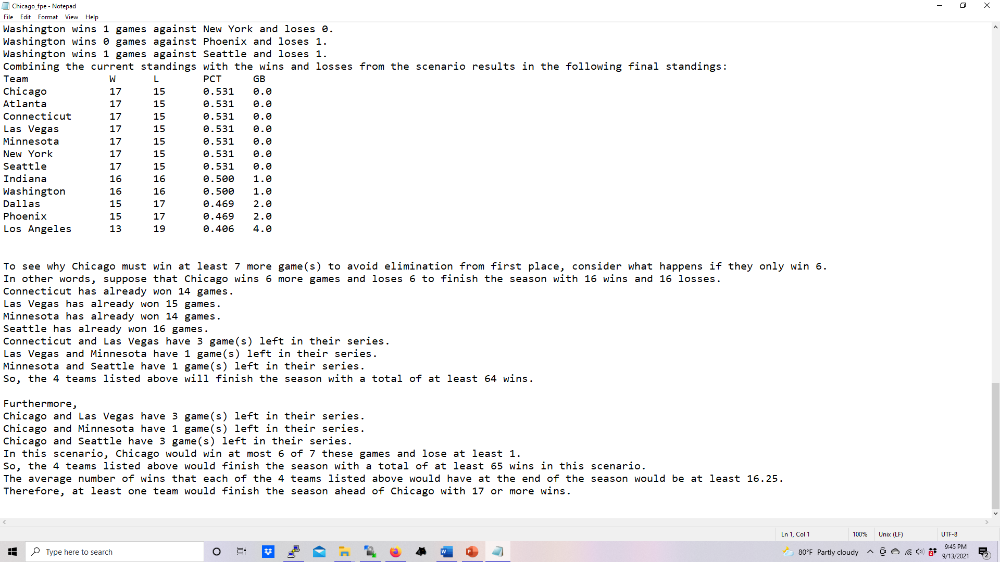 Chicago_fpe - Notepad
File Edit Format View Help
Washington wins 1 games against New York and loses 0.
Washington wins 0 games against Phoenix and loses 1.
Washington wins 1 games against Seattle and loses 1.
Combining the current standings with the wins and losses from the scenario results in the following final standings:
Team W L PCT GB
Chicago 17 15 0.531 0.0
Atlanta 17 15 0.531 0.0
Connecticut 17 15 0.531 0.0
Las Vegas 17 15 0.531 0.0
Minnesota 17 15 0.531 0.0
New York 17 15 0.531 0.0
Seattle 17 15 0.531 0.0
Indiana 16 16 0.500 1.0
Washington 16 16 0.500 1.0
Dallas 15 17 0.469 2.0
Phoenix 15 17 0.469 2.0
Los Angeles 13 19 0.406 4.0
To see why Chicago must win at least 7 more game(s) to avoid elimination from first place, consider what happens if they only win 6.
In other words, suppose that Chicago wins 6 more games and loses 6 to finish the season with 16 wins and 16 losses.
Connecticut has already won 14 games.
Las Vegas has already won 15 games.
Minnesota has already won 14 games.
Seattle has already won 16 games.
Connecticut and Las Vegas have 3 game(s) left in their series.
Las Vegas and Minnesota have 1 game(s) left in their series.
Minnesota and Seattle have 1 game(s) left in their series.
So, the 4 teams listed above will finish the season with a total of at least 64 wins.
Furthermore,
Chicago and Las Vegas have 3 game(s) left in their series.
Chicago and Minnesota have 1 game(s) left in their series.
Chicago and Seattle have 3 game(s) left in their series.
In this scenario, Chicago would win at most 6 of 7 these games and lose at least 1.
So, the 4 teams listed above would finish the season with a total of at least 65 wins in this scenario.
The average number of wins that each of the 4 teams listed above would have at the end of the season would be at least 16.25.
Therefore, at least one team would finish the season ahead of Chicago with 17 or more wins.
Ln 1, Col 1 100% Unix (LF) UTF-8
Type here to search 80°F Partly cloudy 9:45 PM
9/13/2021 2